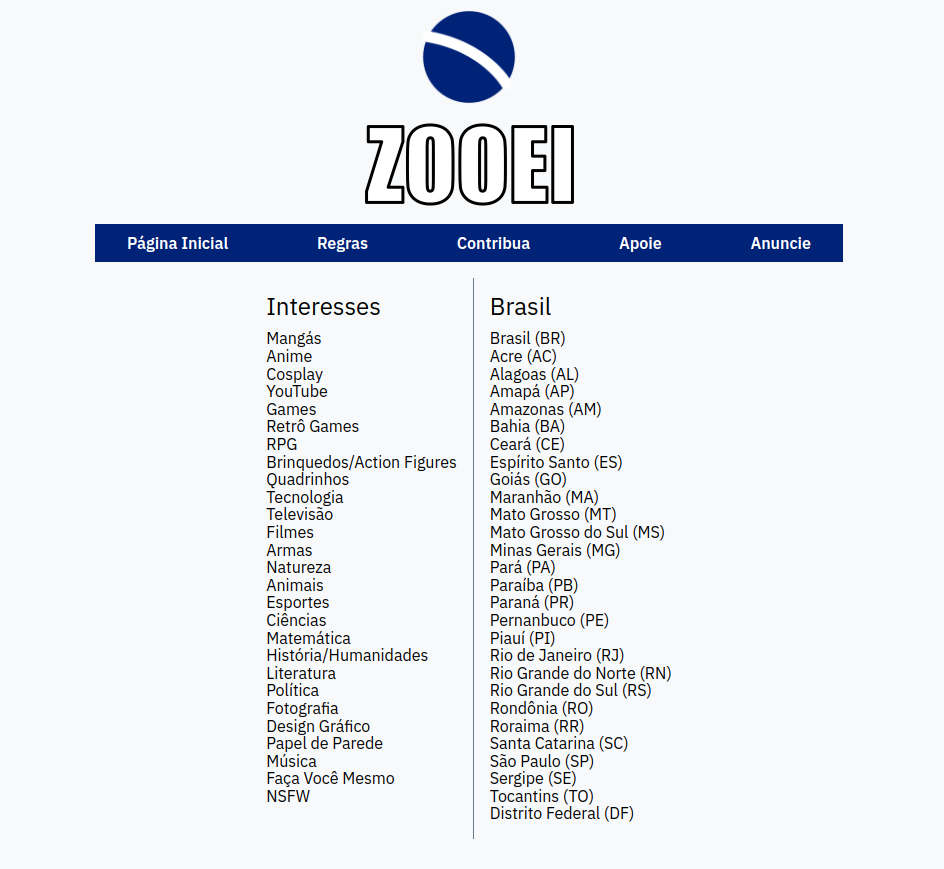 ZOOEI
Página Inicial Regras Contribua Apoie Anuncie
Interesses
Mangás
Anime
Cosplay
YouTube
Games
Retrô Games
RPG
Brinquedos/Action Figures
Quadrinhos
Tecnologia
Televisão
Filmes
Armas
Natureza
Animais
Esportes
Ciências
Matemática
História/Humanidades
Literatura
Política
Fotografia
Design Gráfico
Papel de Parede
Música
Faça Você Mesmo
NSFW
Brasil
Brasil (BR)
Acre (AC)
Alagoas (AL)
Amapá (AP)
Amazonas (AM)
Bahia (BA)
Ceará (CE)
Espírito Santo (ES)
Goiás (GO)
Maranhão (MA)
Mato Grosso (MT)
Mato Grosso do Sul (MS)
Minas Gerais (MG)
Pará (PA)
Paraíba (PB)
Paraná (PR)
Pernanbuco (PE)
Piauí (PI)
Rio de Janeiro (RJ)
Rio Grande do Norte (RN)
Rio Grande do Sul (RS)
Rondônia (RO)
Roraima (RR)
Santa Catarina (SC)
São Paulo (SP)
Sergipe (SE)
Tocantins (TO)
Distrito Federal (DF)